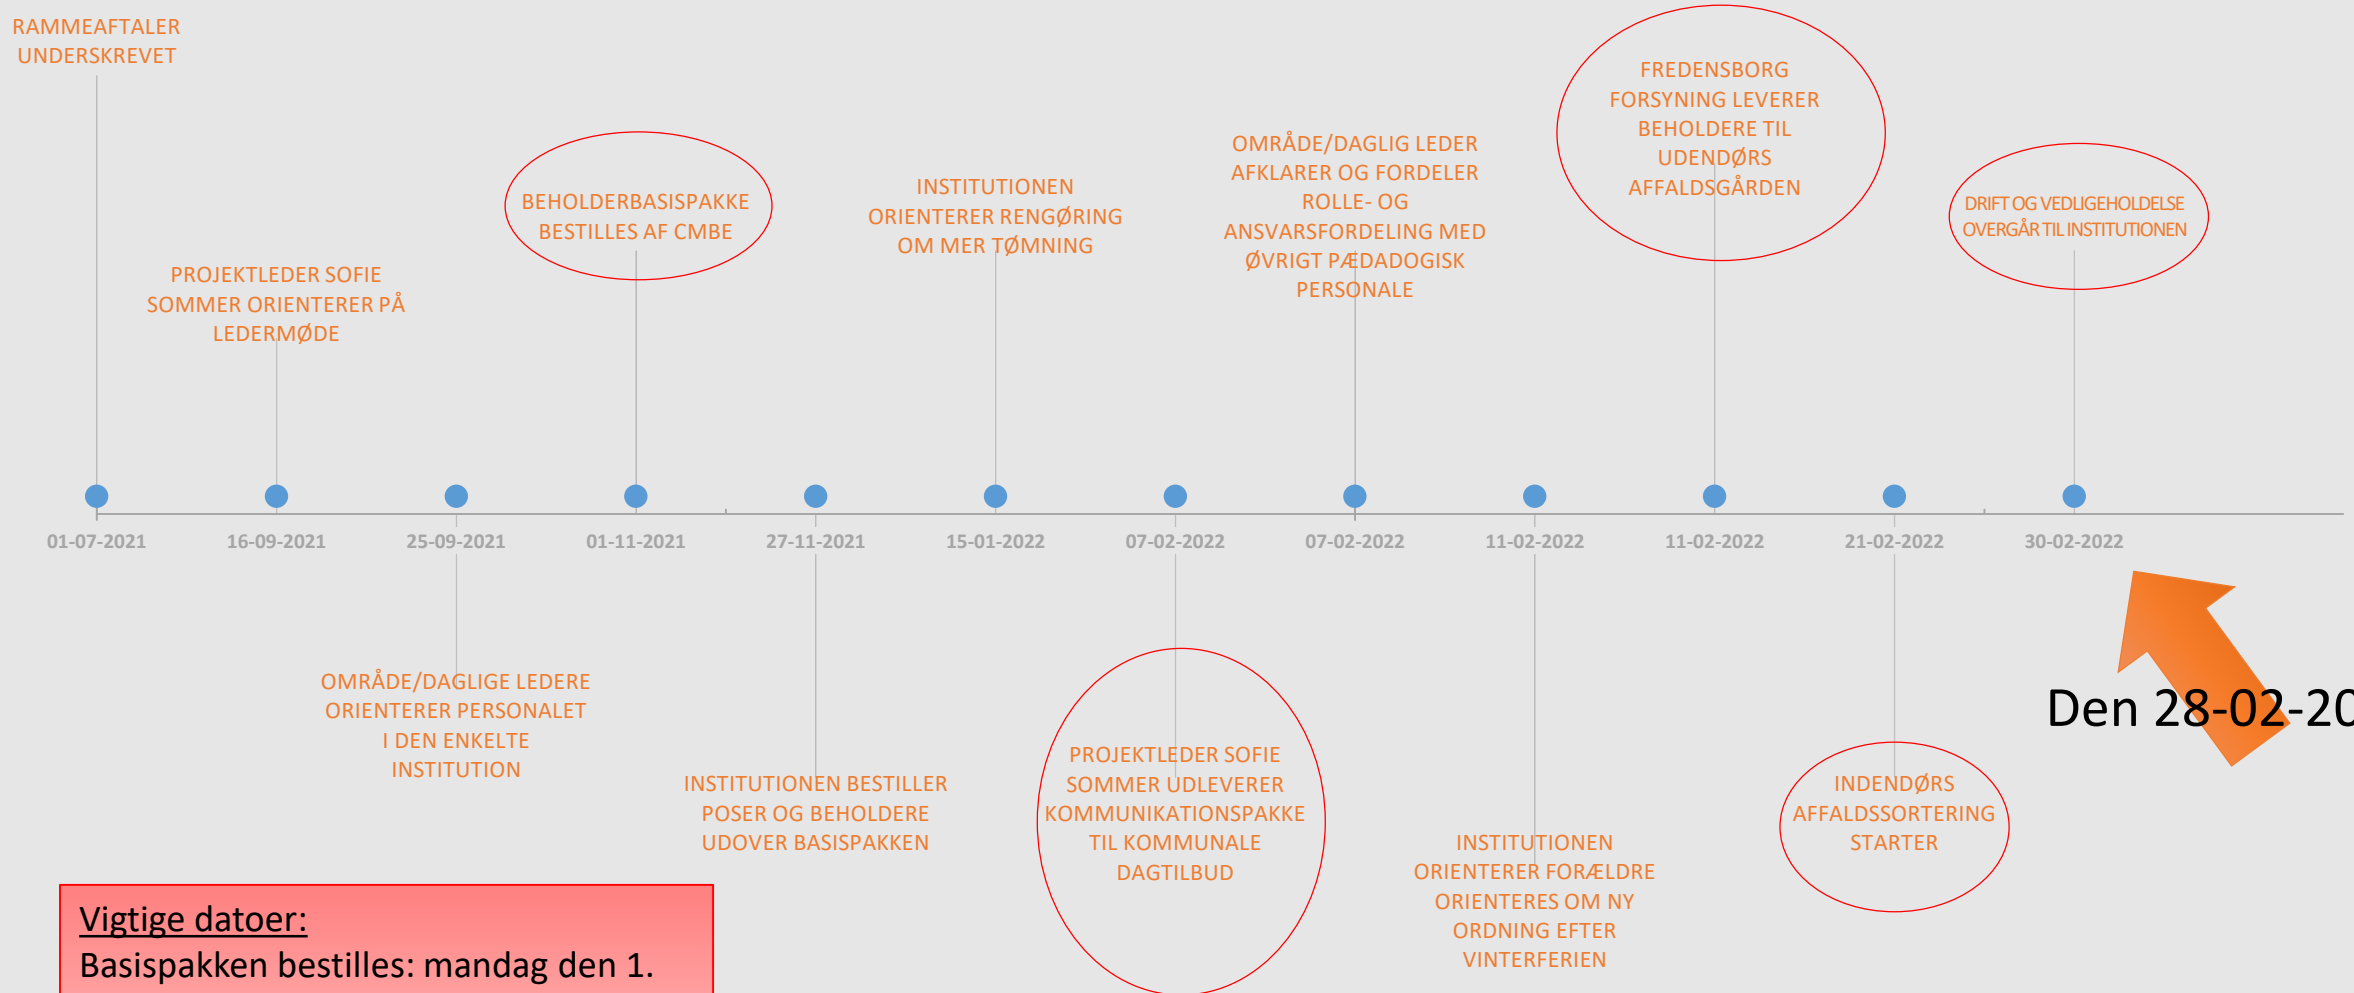 RAMMEAFTALER
UNDERSKREVET
PROJEKTLEDER SOFIE
SOMMER ORIENTERER PÅ
LEDERMØDE
BEHOLDERBASISPAKKE
BESTILLES AF CMBE
INSTITUTIONEN
ORIENTERER RENGØRING
OM MER TØMNING
OMRÅDE/DAGLIG LEDER
AFKLARER OG FORDELER
ROLLE- OG
ANSVARSFORDELING MED
ØVRIGT PÆDADOGISK
PERSONALE
FREDENSBORG
FORSYNING LEVERER
BEHOLDERE TIL
UDENDØRS
AFFALDSGÅRDEN
DRIFT OG VEDLIGEHOLDELSE
OVERGÅR TIL INSTITUTIONEN
01-07-2021
16-09-2021
25-09-2021
01-11-2021
27-11-2021
15-01-2022
07-02-2022
07-02-2022
11-02-2022
11-02-2022
21-02-2022
30-02-2022
OMRÅDE/DAGLIGE LEDERE
ORIENTERER PERSONALET
I DEN ENKELTE
INSTITUTION
INSTITUTIONEN BESTILLER
POSER OG BEHOLDERE
UDOVER BASISPAKKEN
PROJEKTLEDER SOFIE
SOMMER UDLEVERER
KOMMUNIKATIONSPAKKE
TIL KOMMUNALE
DAGTILBUD
INSTITUTIONEN
ORIENTERER FORÆLDRE
ORIENTERES OM NY
ORDNING EFTER
VINTERFERIEN
INDENDØRS
AFFALDSSORTERING
STARTER
Den 28-02-20
Vigtige datoer:
Basispakken bestilles: mandag den 1.